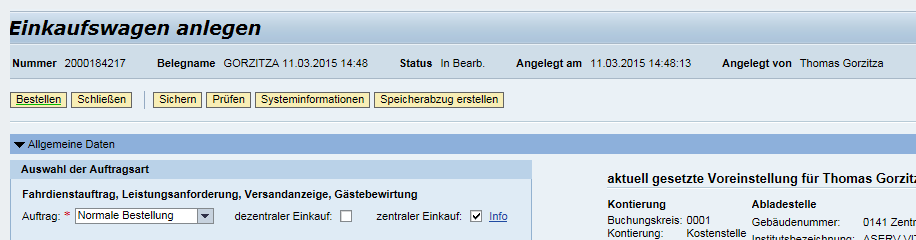 Einkaufswagen anlegen
Nummer 2000184217 Belegname GORZITZA 11.03.2015 14:48 Status In Bearb. Angelegt am 11.03.2015 14:48:13 Angelegt von Thomas Gorzitza
Bestellen Schließen Sichern Prüfen Systeminformationen Speicherabzug erstellen
Allgemeine Daten
Auswahl der Auftragsart
aktuell gesetzte Voreinstellung für Thomas Gorzitz
Fahrdienstauftrag, Leistungsanforderung, Versandanzeige, Gästebewirtung
Kontierung Abladestelle
Auftrag: * Normale Bestellung dezentraler Einkauf: zentraler Einkauf: Info
Buchungskreis: 0001 Gebäudenummer: 0141 Zentr
Kontierung: Kostenstelle Institutsbezeichnung: ASERV VIT